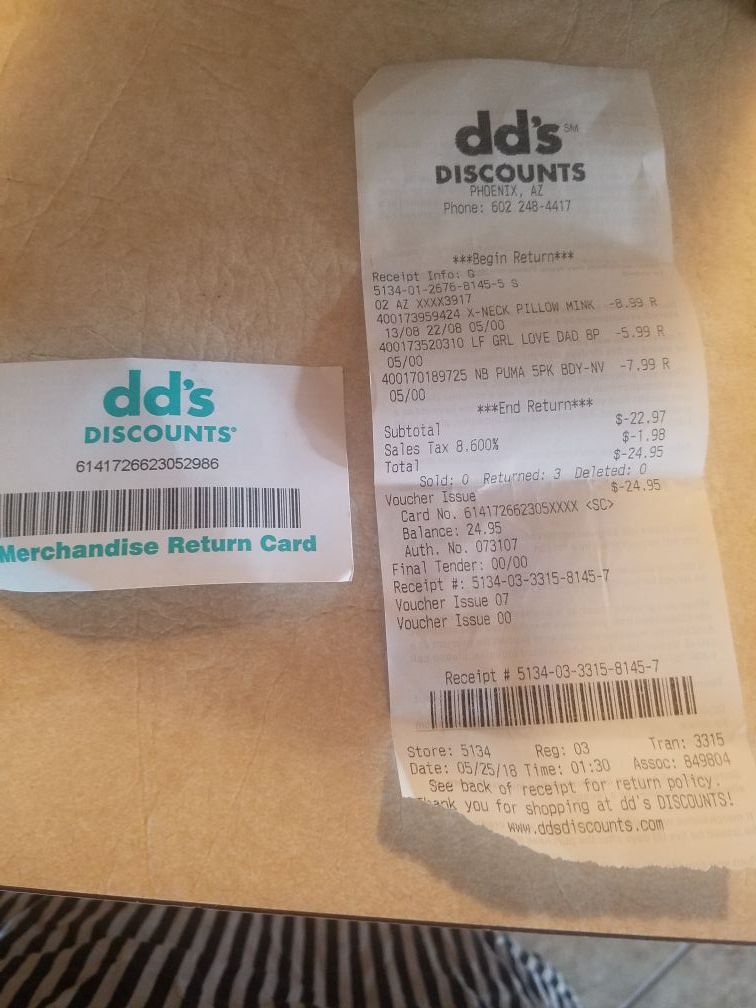 dd's
DISCOUNTS
6141726623052986
Merchandise Return Card
dd's SM
DISCOUNTS
PHOENIX, AZ
Phone: 602 248-4417
***Begin Return***
Receipt Info: G
5134-01-2676-8145-5 S
02 AZ XXXX3917
400173959424 X-NECK PILLOW MINK -8.99 R
13/08 22/08 05/00
400173520310 LF GRL LOVE DAD BP -5.99 R
05/00
400170189725 NB PUMA 5PK BDY-NV -7.99 R
05/00
***End Return***
Subtotal $-22.97
Sales Tax 8.600% $-1.98
Total $-24.95
Sold: 0 Returned: 3 Deleted: 0
Voucher Issue $-24.95
Card No. 614172662305XXXX <SC>
Balance: 24.95
Auth. No. 073107
Final Tender: 00/00
Receipt #: 5134-03-3315-8145-7
Voucher Issue 07
Voucher Issue 00
Receipt # 5134-03-3315-8145-7
Store: 5134 Reg: 03 Tran: 3315
Date: 05/25/18 Time: 01:30 Assoc: 849804
See back of receipt for return policy.
Thank you for shopping at dd's DISCOUNTS!
www.ddsdiscounts.com